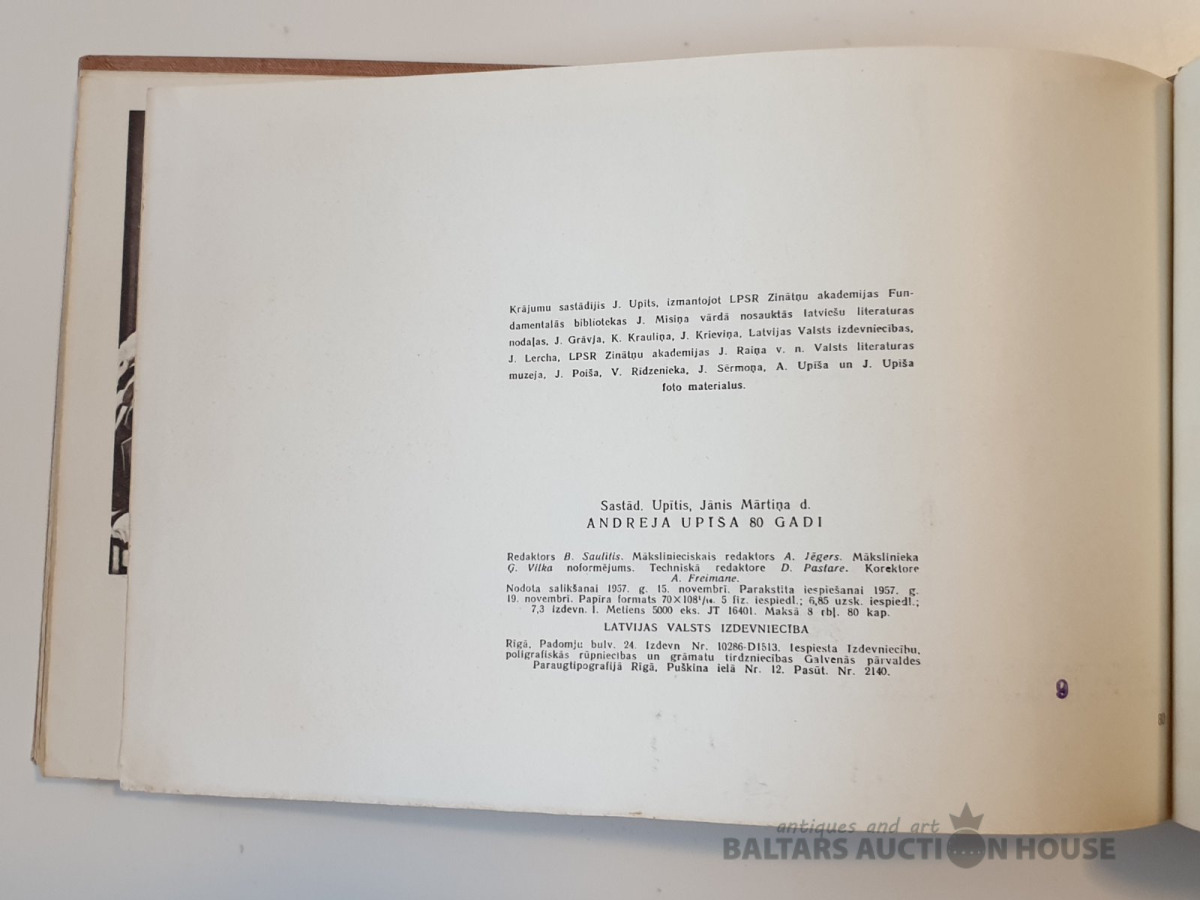 Krājumu sastādījis J. Upīts, izmantojot LPSR Zinātņu akademijas Fun-
damentalās bibliotekas J. Misiņa vārdā nosauktās latviešu literaturas
nodaļas, J. Grāvja, K. Krauliņa, J. Krieviņa, Latvijas Valsts izdevniecības,
J. Lercha, LPSR Zinātņu akademijas J. Raiņa v. n. Valsts literaturas
muzeja, J. Poiša, V. Rīdzenieka, J. Sērmoņa, A. Upīša un J. Upīša
foto materialus.
Sastād. Upītis, Jānis Mārtiņa d.
ANDREJA UPĪŠA 80 GADI
Redaktors B. Saulītis. Mākslinieciskais redaktors A. Jēgers. Mākslinieka
Ģ. Vilka noformējums. Techniskā redaktore D. Pastare. Korektore
A. Freimane.
Nodota salikšanai 1957. g. 15. novembrī. Parakstīta iespiešanai 1957. g.
19. novembrī. Papīra formats 70×108¹/₁₆. 5 fiz. iespiedl.; 6,85 uzsk. iespiedl.;
7,3 izdevn. l. Metiens 5000 eks. JT 16401. Maksā 8 rbļ. 80 kap.
LATVIJAS VALSTS IZDEVNIECĪBA
Rīgā, Padomju bulv. 24. Izdevn Nr. 10286-D1513. Iespiesta Izdevniecību,
poligrafiskās rūpniecības un grāmatu tirdzniecības Galvenās pārvaldes
Paraugtipografijā Rīgā, Puškina ielā Nr. 12. Pasūt. Nr. 2140.
9
antiques and art
BALTARS AUCTION HOUSE